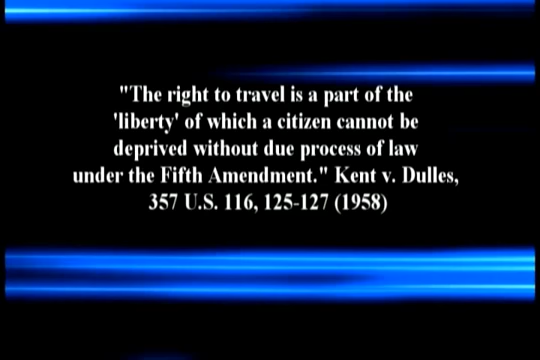 "The right to travel is a part of the
'liberty' of which a citizen cannot be
deprived without due process of law
under the Fifth Amendment." Kent v. Dulles,
357 U.S. 116, 125-127 (1958)